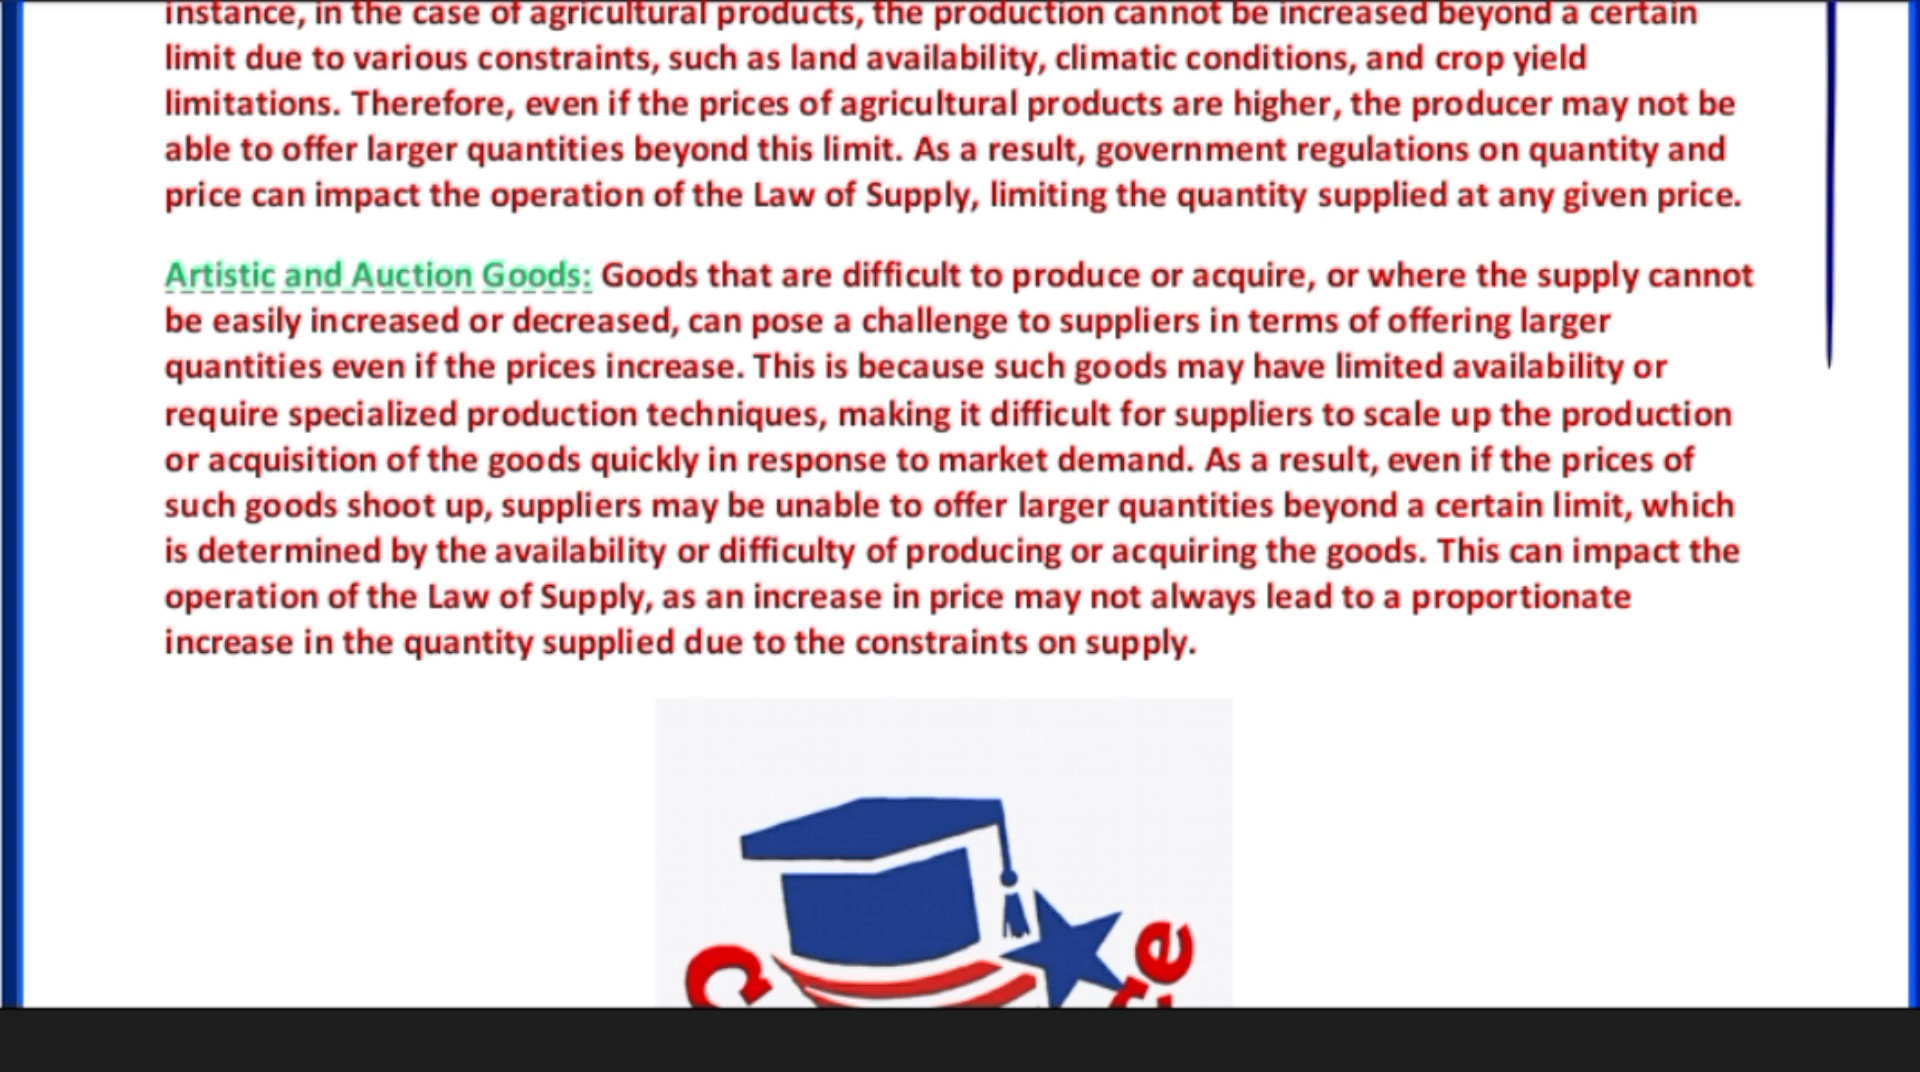 instance, in the case of agricultural products, the production cannot be increased beyond a certain
limit due to various constraints, such as land availability, climatic conditions, and crop yield
limitations. Therefore, even if the prices of agricultural products are higher, the producer may not be
able to offer larger quantities beyond this limit. As a result, government regulations on quantity and
price can impact the operation of the Law of Supply, limiting the quantity supplied at any given price.
Artistic and Auction Goods: Goods that are difficult to produce or acquire, or where the supply cannot
be easily increased or decreased, can pose a challenge to suppliers in terms of offering larger
quantities even if the prices increase. This is because such goods may have limited availability or
require specialized production techniques, making it difficult for suppliers to scale up the production
or acquisition of the goods quickly in response to market demand. As a result, even if the prices of
such goods shoot up, suppliers may be unable to offer larger quantities beyond a certain limit, which
is determined by the availability or difficulty of producing or acquiring the goods. This can impact the
operation of the Law of Supply, as an increase in price may not always lead to a proportionate
increase in the quantity supplied due to the constraints on supply.